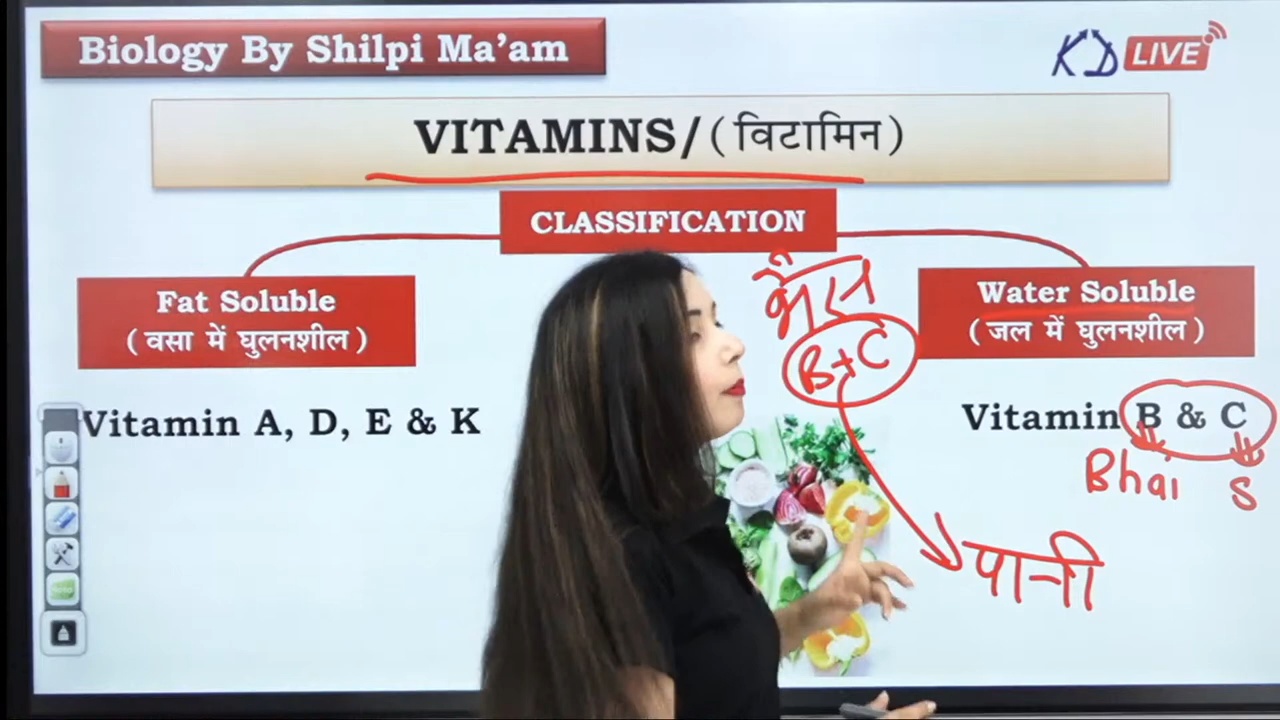 Biology By Shilpi Ma’am
KD LIVE
VITAMINS/(विटामिन)
CLASSIFICATION
Fat Soluble
(वसा में घुलनशील)
Vitamin A, D, E & K
भैंस
B+C
Water Soluble
(जल में घुलनशील)
Vitamin B & C
Bhai S
पानी